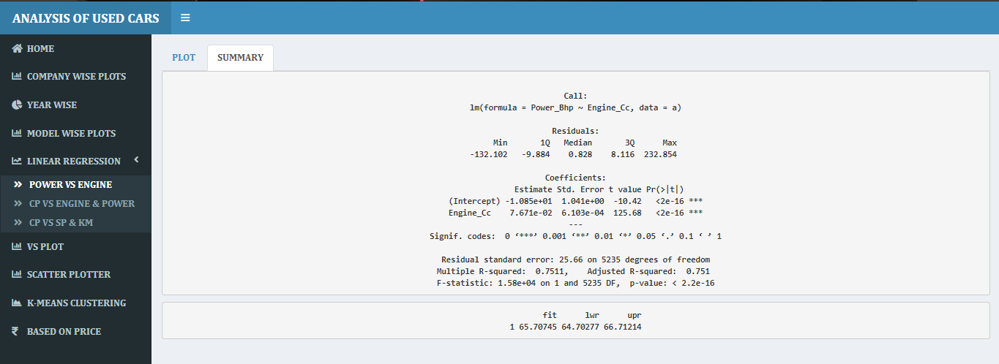 ANALYSIS OF USED CARS
HOME
COMPANY WISE PLOTS
YEAR WISE
MODEL WISE PLOTS
LINEAR REGRESSION
POWER VS ENGINE
CP VS ENGINE & POWER
CP VS SP & KM
VS PLOT
SCATTER PLOTTER
K-MEANS CLUSTERING
BASED ON PRICE
PLOT SUMMARY
Call:
lm(formula = Power_Bhp ~ Engine_Cc, data = a)
Residuals:
Min 1Q Median 3Q Max
-132.102 -9.884 0.828 8.116 232.854
Coefficients:
Estimate Std. Error t value Pr(>|t|)
(Intercept) -1.085e+01 1.041e+00 -10.42 <2e-16 ***
Engine_Cc 7.671e-02 6.103e-04 125.68 <2e-16 ***
---
Signif. codes: 0 ‘***’ 0.001 ‘**’ 0.01 ‘*’ 0.05 ‘.’ 0.1 ‘ ’ 1
Residual standard error: 25.66 on 5235 degrees of freedom
Multiple R-squared: 0.7511, Adjusted R-squared: 0.751
F-statistic: 1.58e+04 on 1 and 5235 DF, p-value: < 2.2e-16
fit lwr upr
1 65.70745 64.70277 66.71214